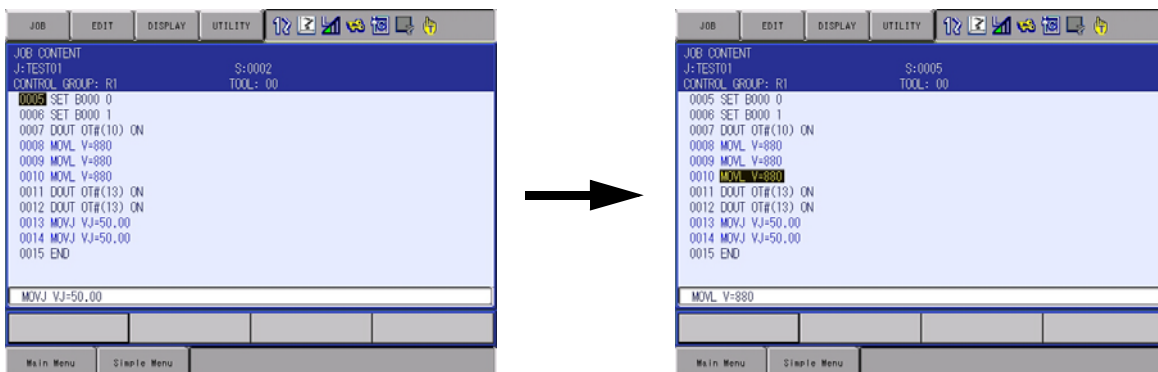 JOB EDIT DISPLAY UTILITY
JOB CONTENT
J:TEST01 S:0002
CONTROL GROUP: R1 TOOL: 00
0005 SET B000 0
0006 SET B000 1
0007 DOUT OT#(10) ON
0008 MOVL V=880
0009 MOVL V=880
0010 MOVL V=880
0011 DOUT OT#(13) ON
0012 DOUT OT#(13) ON
0013 MOVJ VJ=50.00
0014 MOVJ VJ=50.00
0015 END
MOVJ VJ=50.00
Main Menu Simple Menu
JOB EDIT DISPLAY UTILITY
JOB CONTENT
J:TEST01 S:0005
CONTROL GROUP: R1 TOOL: 00
0005 SET B000 0
0006 SET B000 1
0007 DOUT OT#(10) ON
0008 MOVL V=880
0009 MOVL V=880
0010 MOVL V=880
0011 DOUT OT#(13) ON
0012 DOUT OT#(13) ON
0013 MOVJ VJ=50.00
0014 MOVJ VJ=50.00
0015 END
MOVL V=880
Main Menu Simple Menu